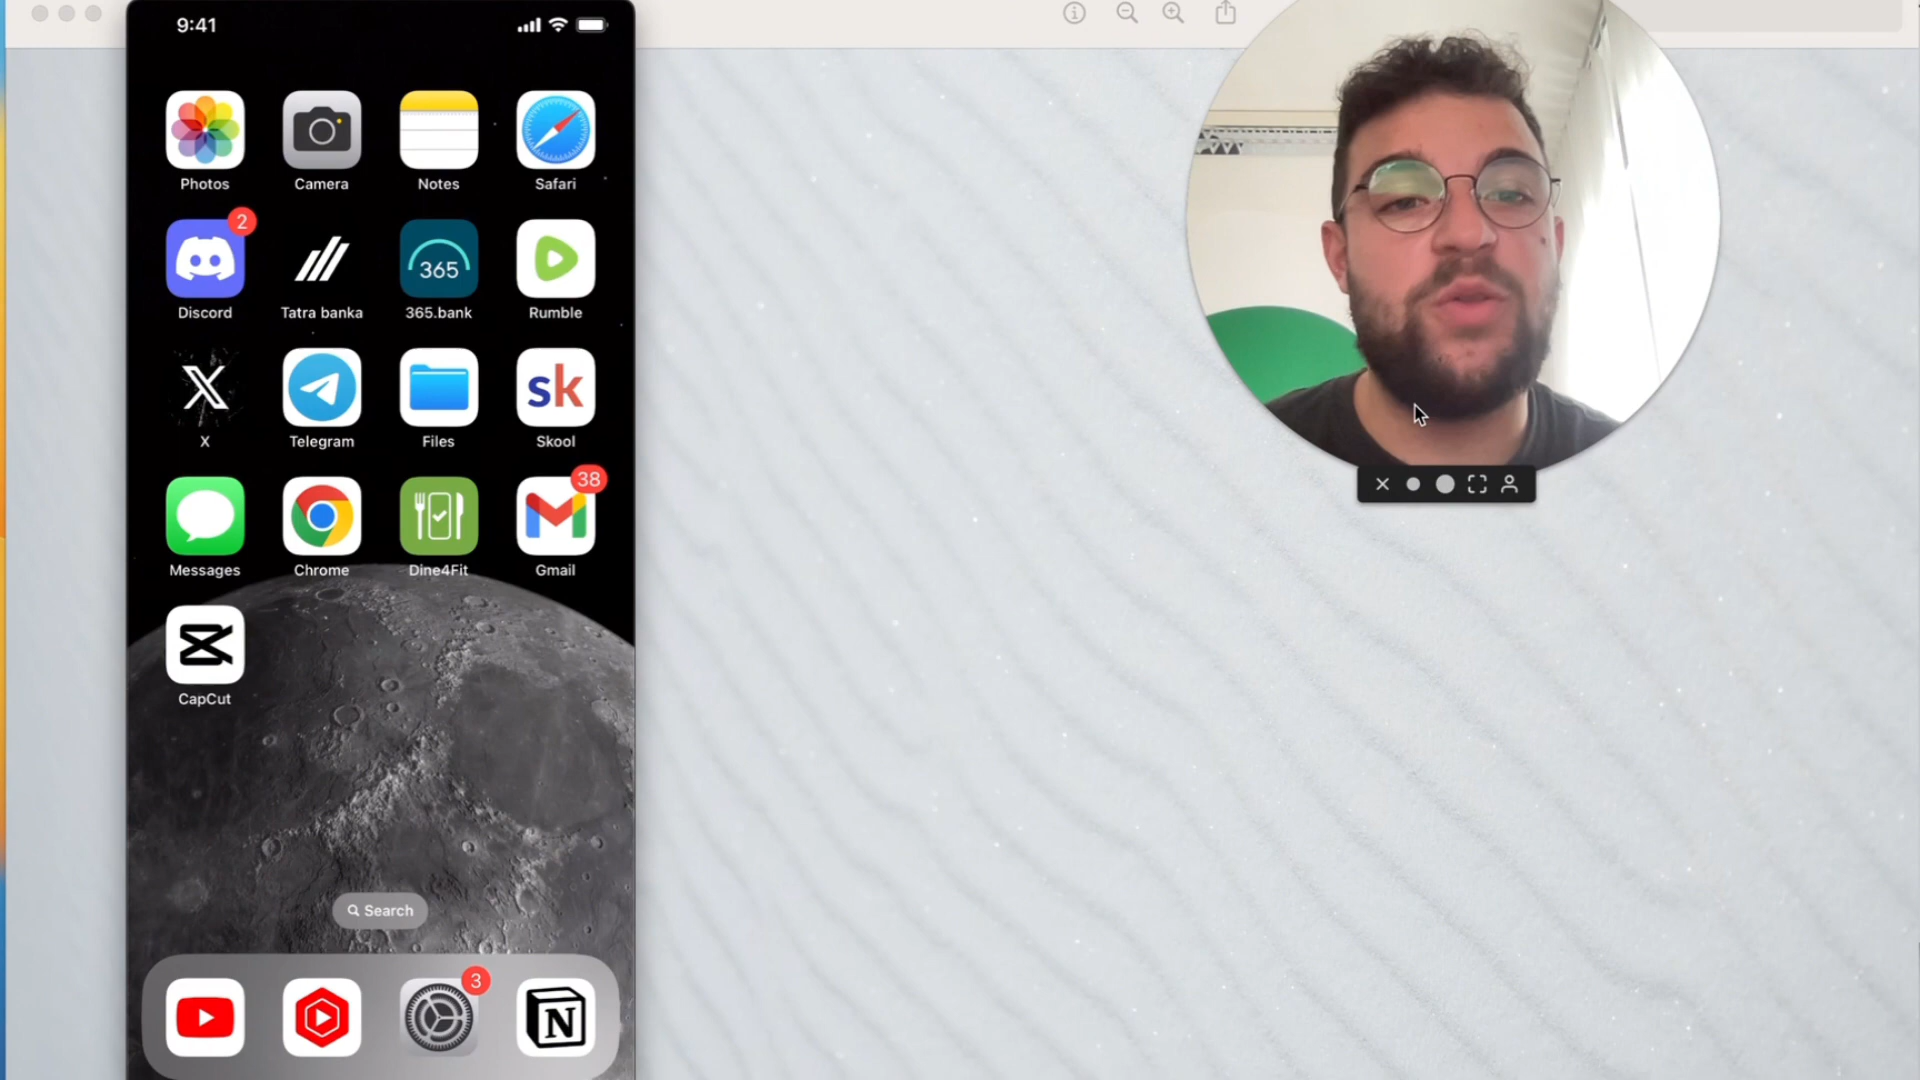 9:41
Photos
Camera
Notes
Safari
2
365
Discord
Tatra banka
365.bank
Rumble
sk
X
Telegram
Files
Skool
38
Messages
Chrome
Dine4Fit
Gmail
CapCut
Search
3
N